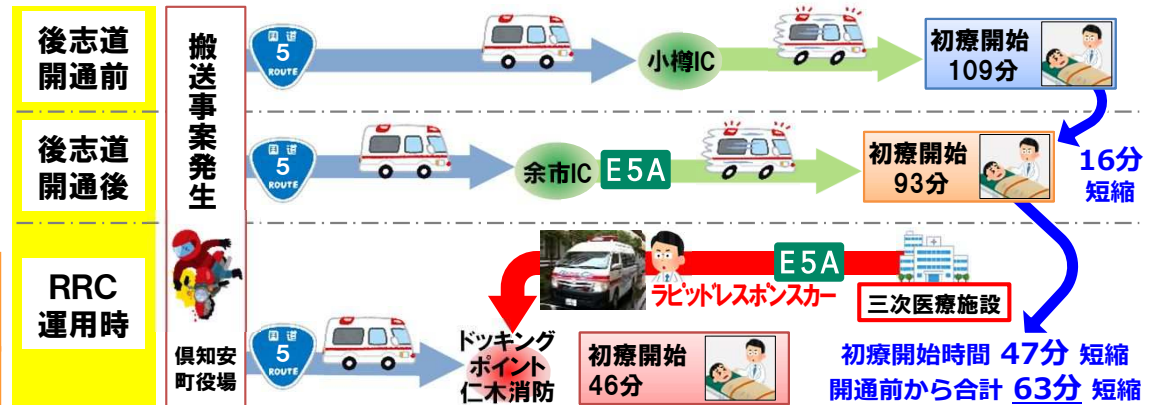 後志道
開通前
搬送事案発生
国道
5
ROUTE
小樽IC
初療開始
109分
後志道
開通後
国道
5
ROUTE
余市IC
E5A
初療開始
93分
16分
短縮
RRC
運用時
倶知安
町役場
国道
5
ROUTE
ドッキング
ポイント
仁木消防
ラピッドレスポンスカー
E5A
三次医療施設
初療開始
46分
初療開始時間 47分 短縮
開通前から合計 63分 短縮